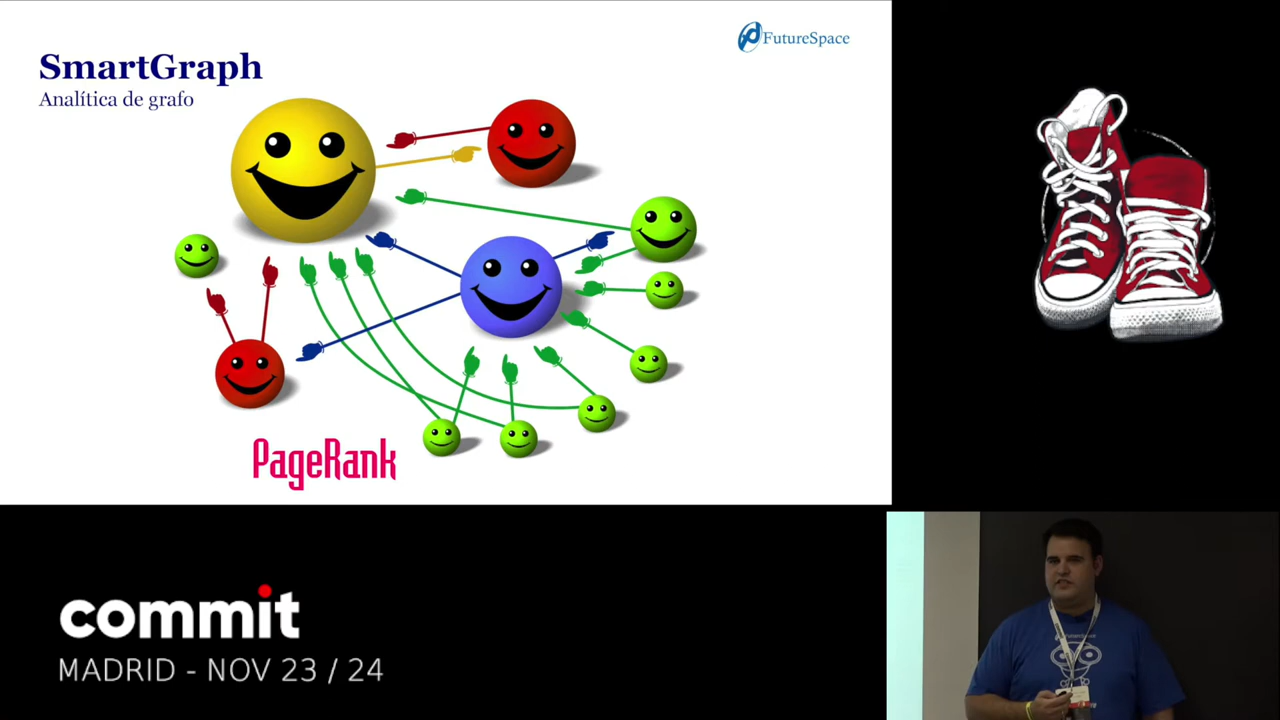 SmartGraph
Analítica de grafo
FutureSpace
PageRank
commit
MADRID - NOV 23 / 24